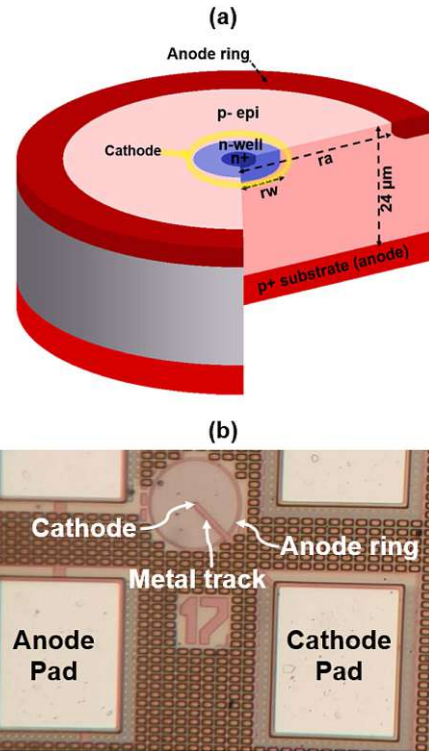 (a)
Anode ring
p- epi
n-well
Cathode
n+
ra
rw
24 µm
p+ substrate (anode)
(b)
Cathode
Anode ring
Metal track
17
Anode
Pad
Cathode
Pad